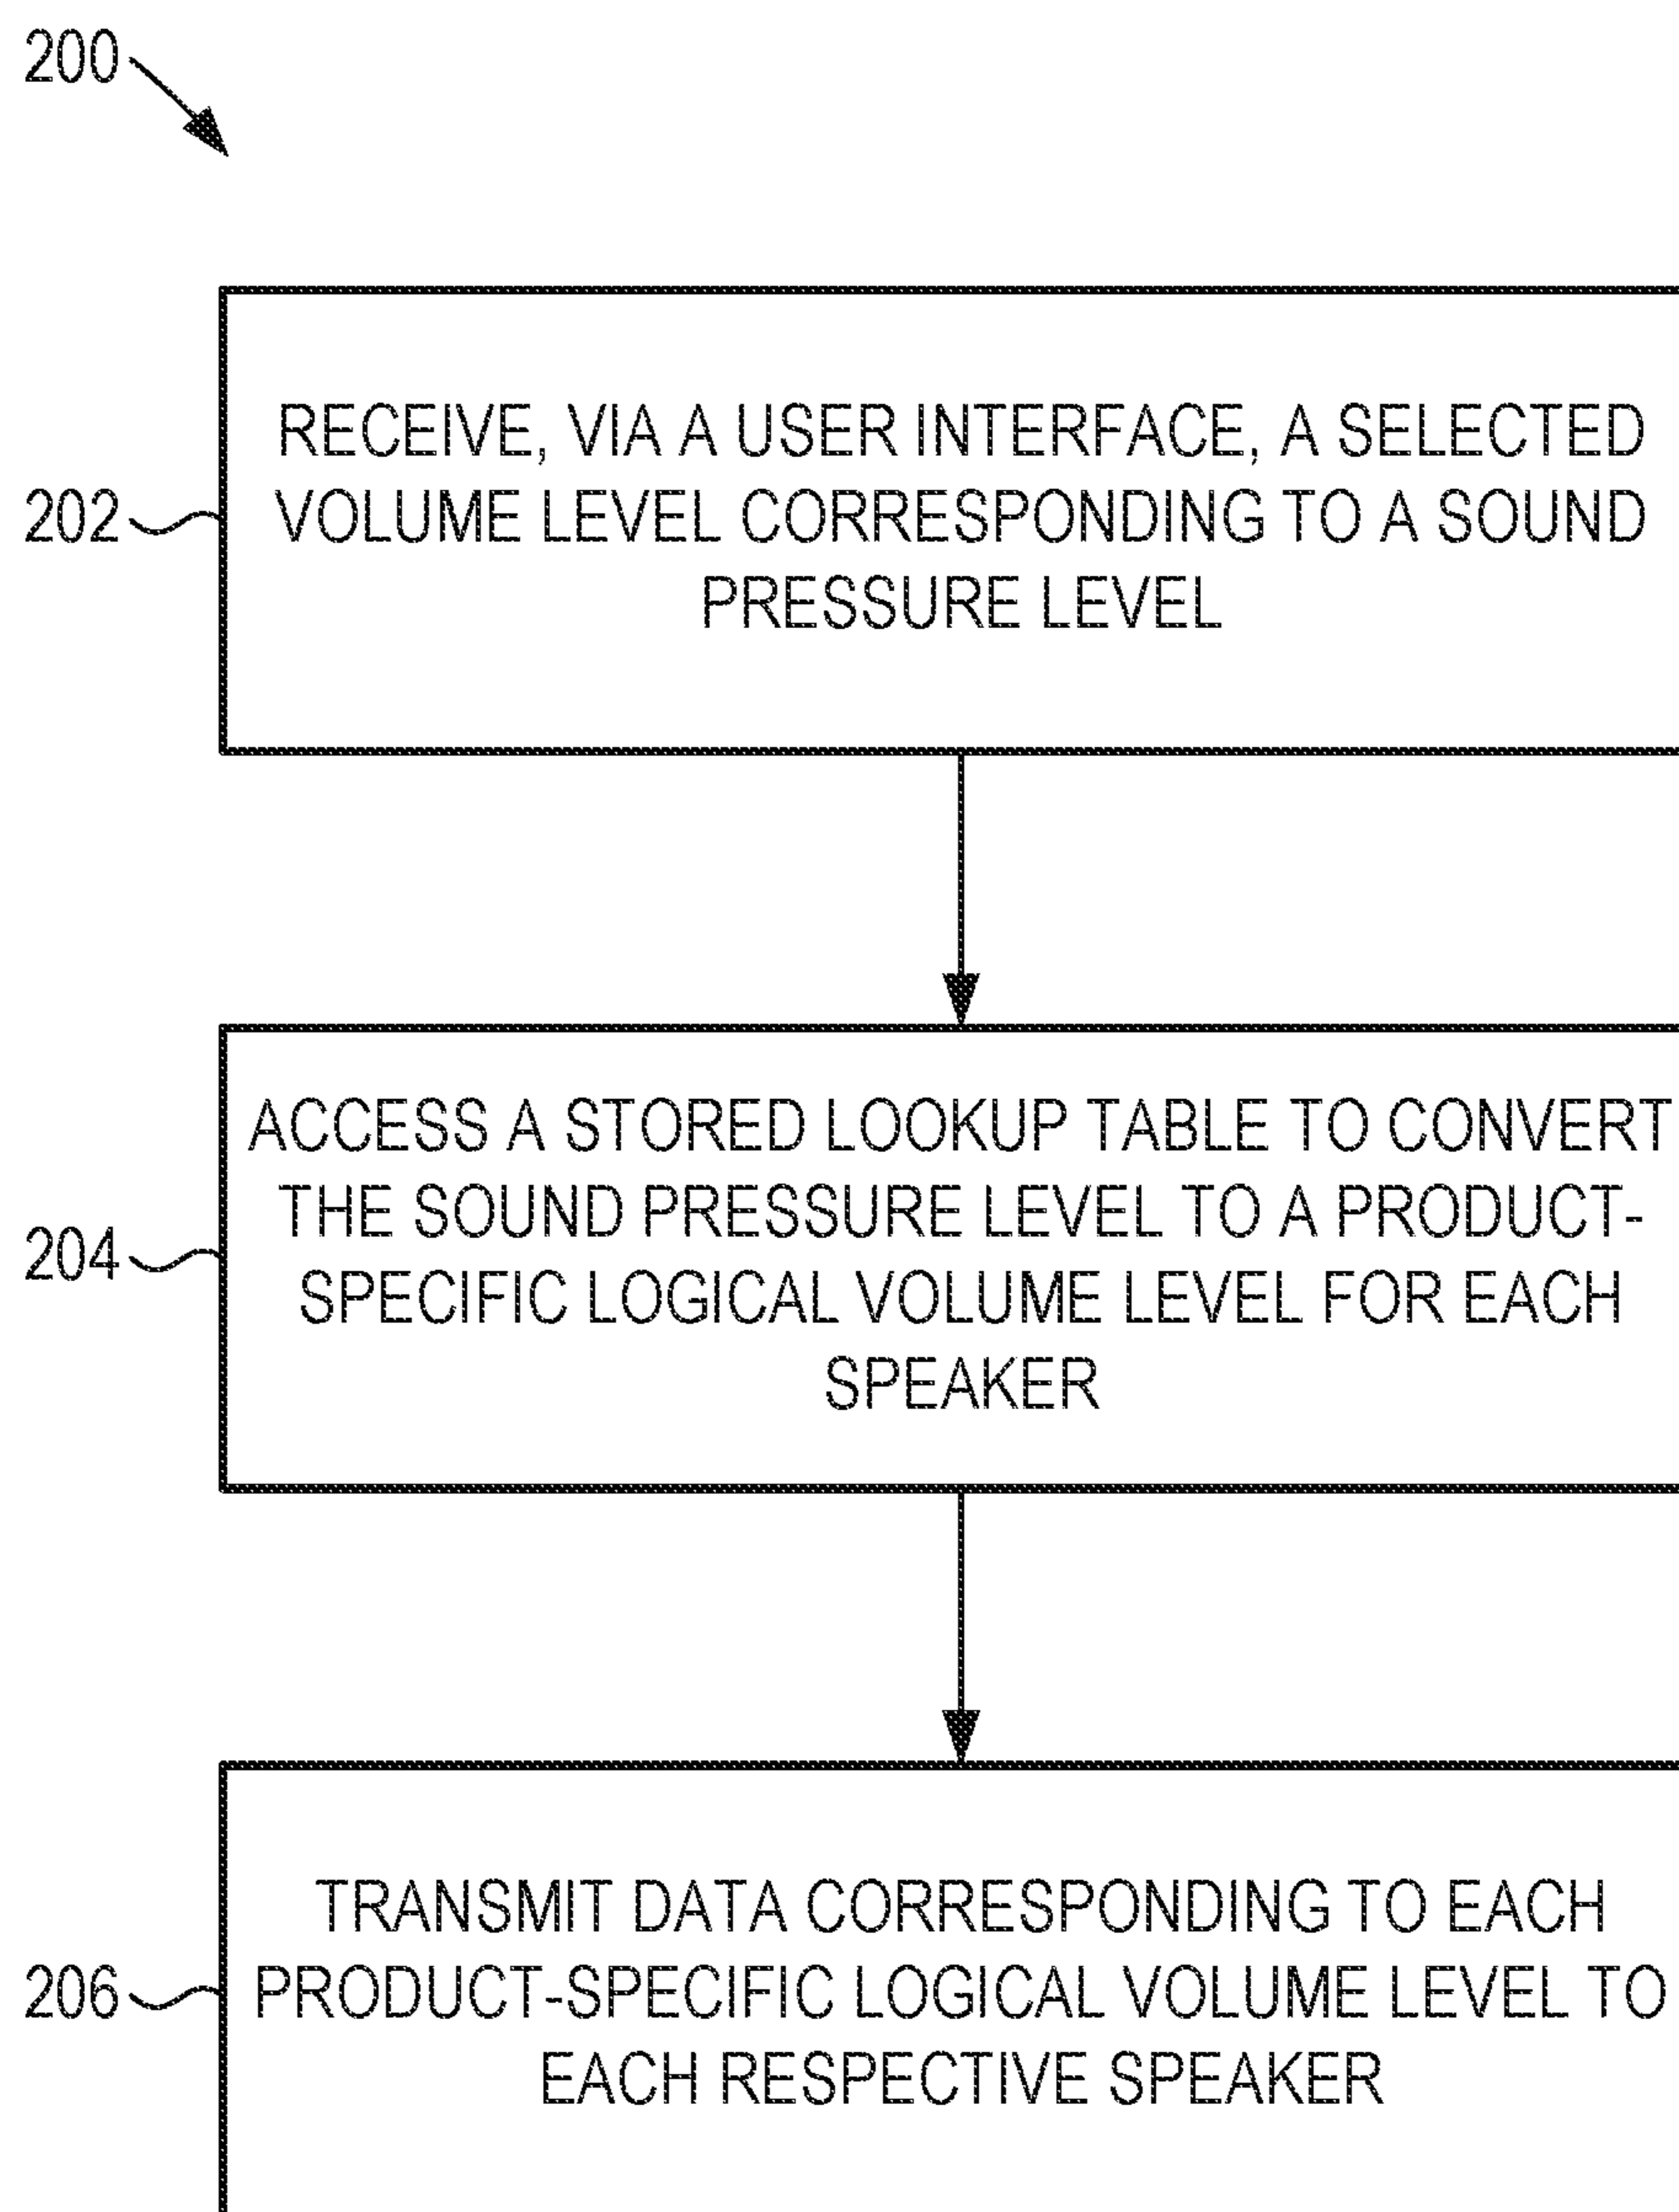 200
RECEIVE, VIA A USER INTERFACE, A SELECTED
202
VOLUME LEVEL CORRESPONDING TO A SOUND
PRESSURE LEVEL
ACCESS A STORED LOOKUP TABLE TO CONVERT
THE SOUND PRESSURE LEVEL TO A PRODUCT-
204
SPECIFIC LOGICAL VOLUME LEVEL FOR EACH
SPEAKER
TRANSMIT DATA CORRESPONDING TO EACH
206
PRODUCT-SPECIFIC LOGICAL VOLUME LEVEL TO
EACH RESPECTIVE SPEAKER